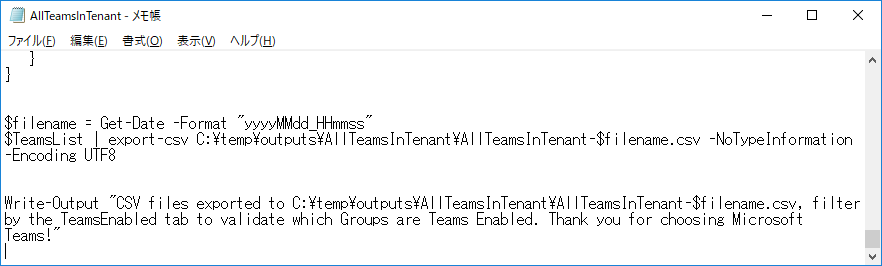 AllTeamsInTenant - メモ帳
ファイル(F) 編集(E) 書式(O) 表示(V) ヘルプ(H)
}
}
$filename = Get-Date -Format "yyyyMMdd_HHmmss"
$TeamsList | export-csv C:¥temp¥outputs¥AllTeamsInTenant¥AllTeamsInTenant-$filename.csv -NoTypeInformation
-Encoding UTF8
Write-Output "CSV files exported to C:¥temp¥outputs¥AllTeamsInTenant¥AllTeamsInTenant-$filename.csv, filter
by the TeamsEnabled tab to validate which Groups are Teams Enabled. Thank you for choosing Microsoft
Teams!"